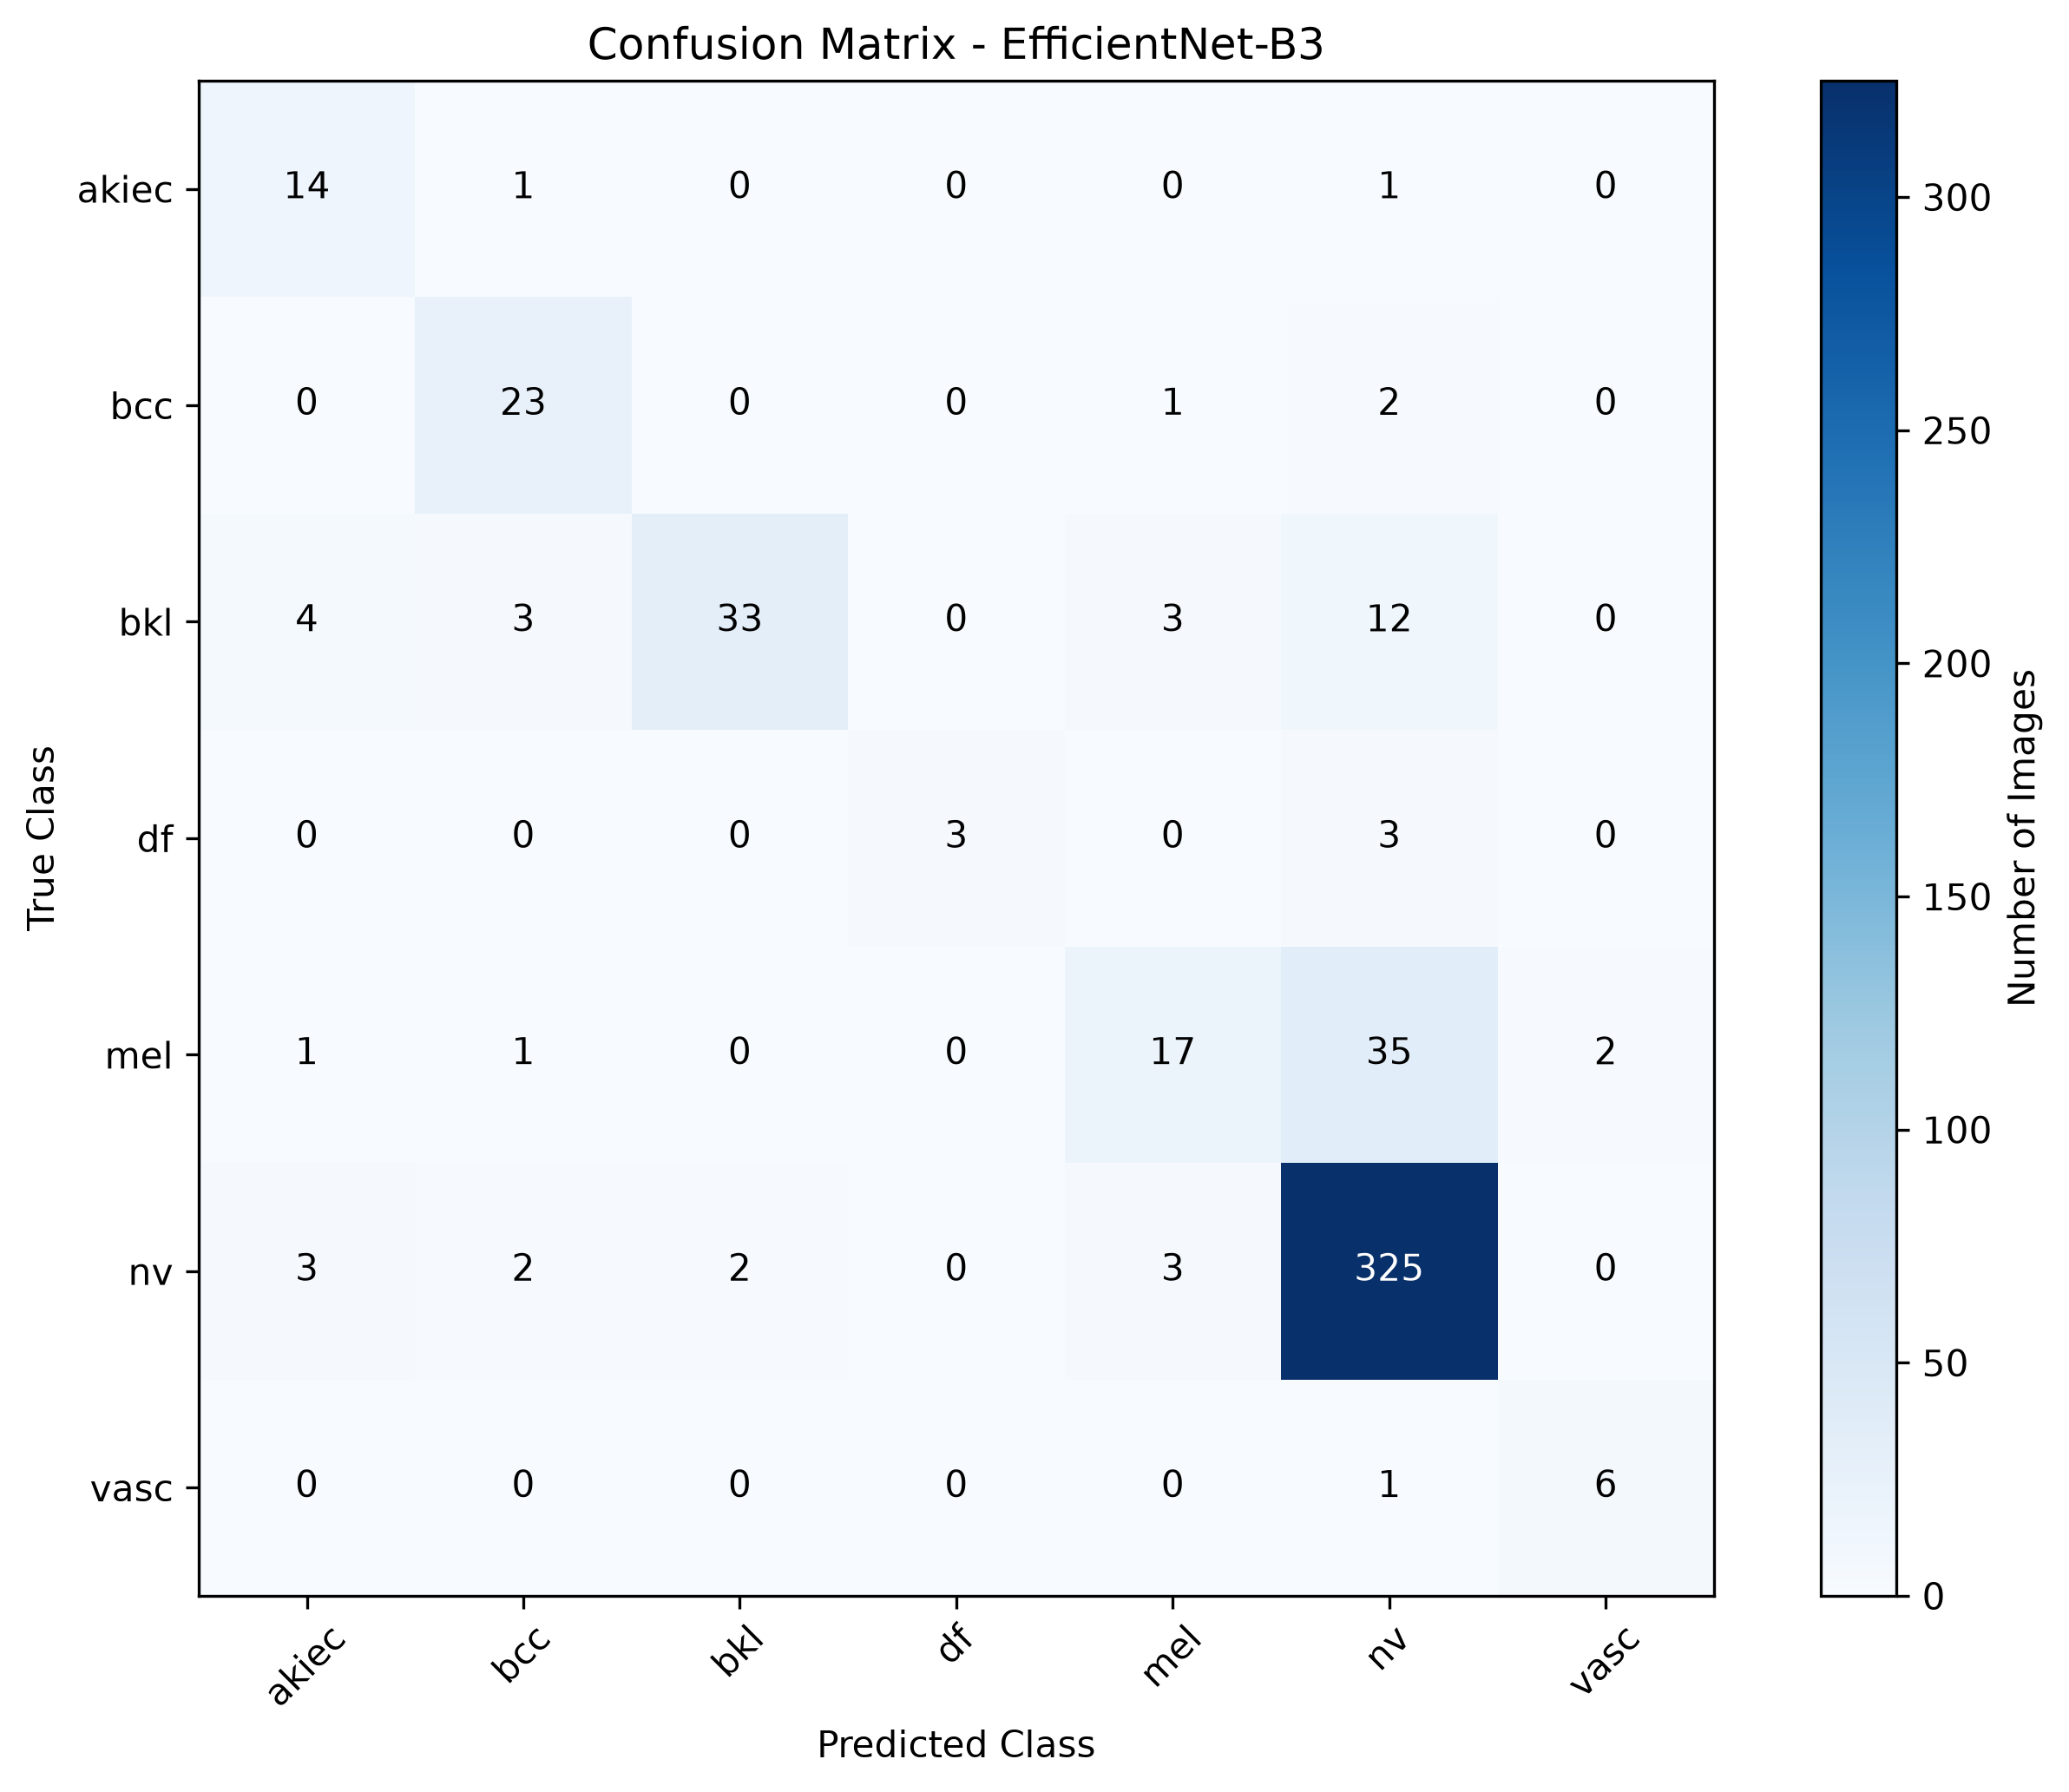 Confusion Matrix - EfficientNet-B3
True Class
akiec 14 1 0 0 0 1 0
bcc 0 23 0 0 1 2 0
bkl 4 3 33 0 3 12 0
df 0 0 0 3 0 3 0
mel 1 1 0 0 17 35 2
nv 3 2 2 0 3 325 0
vasc 0 0 0 0 0 1 6
akiec bcc bkl df mel nv vasc
Predicted Class
300
250
200
150
100
50
0
Number of Images